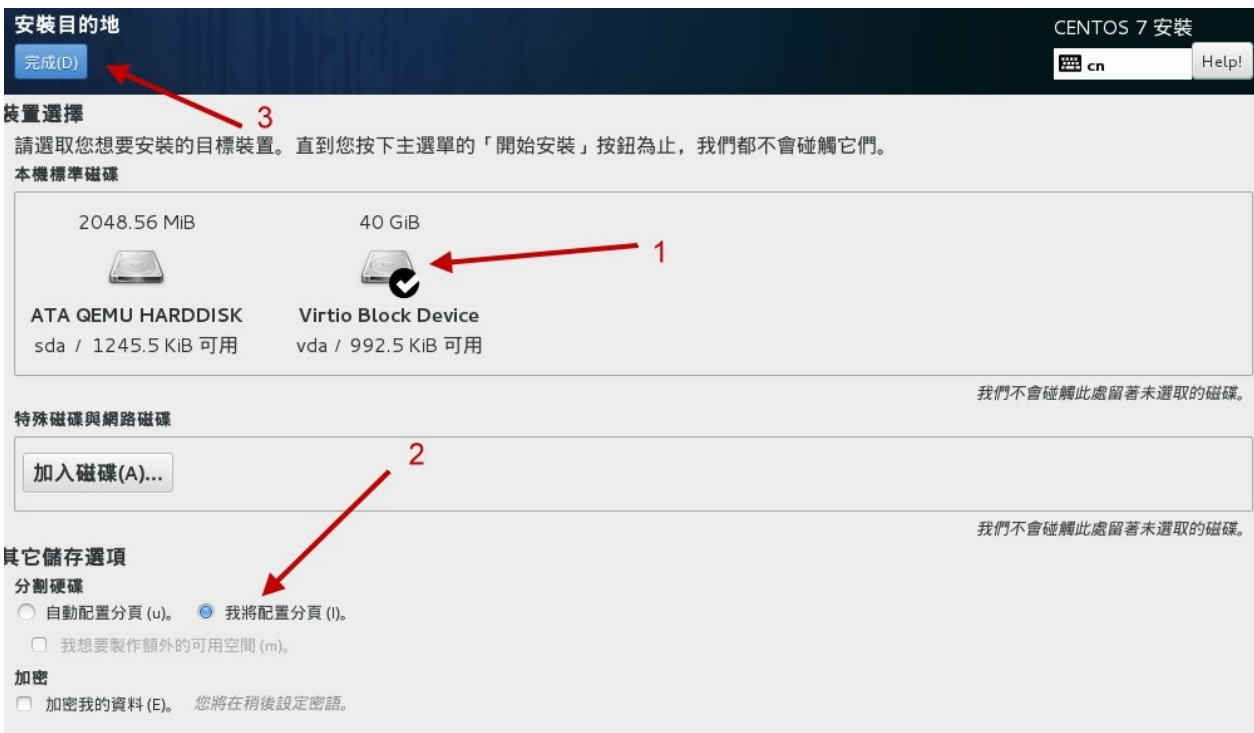 安裝目的地
CENTOS 7 安裝
完成(D)
cn
Help!
3
裝置選擇
請選取您想要安裝的目標裝置。直到您按下主選單的「開始安裝」按鈕為止，我們都不會碰觸它們。
本機標準磁碟
2048.56 MiB
40 GiB
1
ATA QEMU HARDDISK
Virtio Block Device
sda / 1245.5 KiB 可用
vda / 992.5 KiB 可用
我們不會碰觸此處留著未選取的磁碟。
特殊磁碟與網路磁碟
2
加入磁碟(A)...
我們不會碰觸此處留著未選取的磁碟。
其它儲存選項
分割硬碟
自動配置分頁 (u)。 我將配置分頁 (I)。
我想要製作額外的可用空間 (m)。
加密
加密我的資料 (E)。 您將在稍後設定密語。